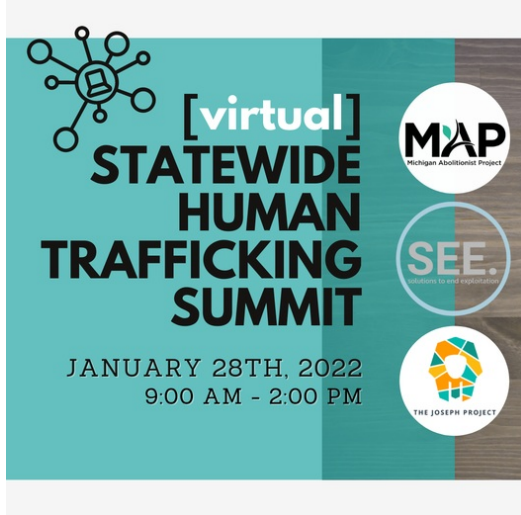 [virtual]
STATEWIDE
HUMAN
TRAFFICKING
SUMMIT
JANUARY 28TH, 2022
9:00 AM - 2:00 PM
MAP
Michigan Abolitionist Project
SEE.
solutions to end exploitation
THE JOSEPH PROJECT